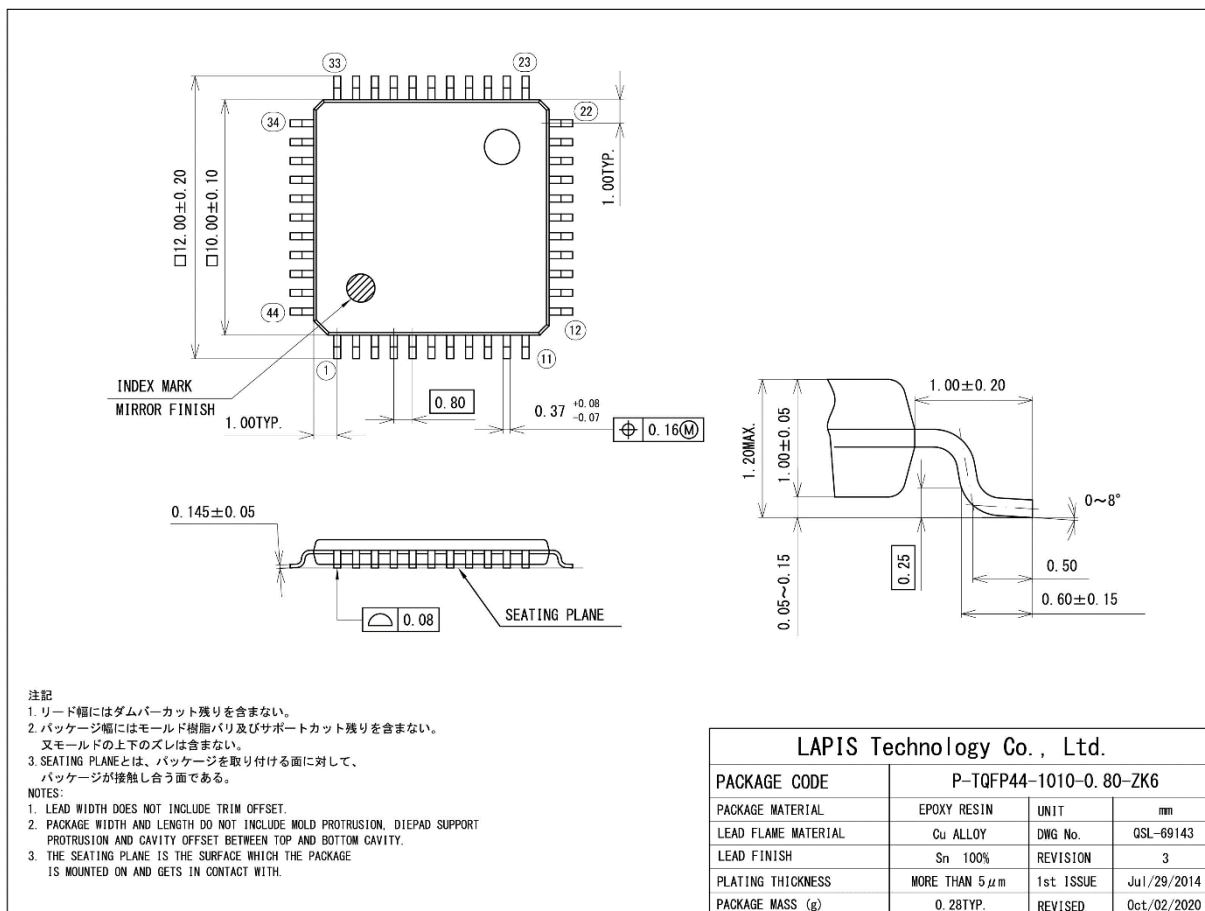 33
23
34
22
□12.00±0.20
□10.00±0.10
1.00TYP.
44
12
1
11
INDEX MARK
MIRROR FINISH
1.00TYP.
0.80
0.37 +0.08 -0.07
⌖ 0.16Ⓜ
1.00±0.20
1.20MAX.
1.00±0.05
0~8°
0.25
0.05~0.15
0.50
0.60±0.15
0.145±0.05
⌓ 0.08
SEATING PLANE
注記
1. リード幅にはダムバーカット残りを含まない。
2. パッケージ幅にはモールド樹脂バリ及びサポートカット残りを含まない。
又モールドの上下のズレは含まない。
3. SEATING PLANEとは、パッケージを取り付ける面に対して、
パッケージが接触し合う面である。
NOTES:
1. LEAD WIDTH DOES NOT INCLUDE TRIM OFFSET.
2. PACKAGE WIDTH AND LENGTH DO NOT INCLUDE MOLD PROTRUSION, DIEPAD SUPPORT
PROTRUSION AND CAVITY OFFSET BETWEEN TOP AND BOTTOM CAVITY.
3. THE SEATING PLANE IS THE SURFACE WHICH THE PACKAGE
IS MOUNTED ON AND GETS IN CONTACT WITH.
LAPIS Technology Co., Ltd.
PACKAGE CODE P-TQFP44-1010-0.80-ZK6
PACKAGE MATERIAL EPOXY RESIN UNIT mm
LEAD FLAME MATERIAL Cu ALLOY DWG No. QSL-69143
LEAD FINISH Sn 100% REVISION 3
PLATING THICKNESS MORE THAN 5μm 1st ISSUE Jul/29/2014
PACKAGE MASS (g) 0.28TYP. REVISED Oct/02/2020